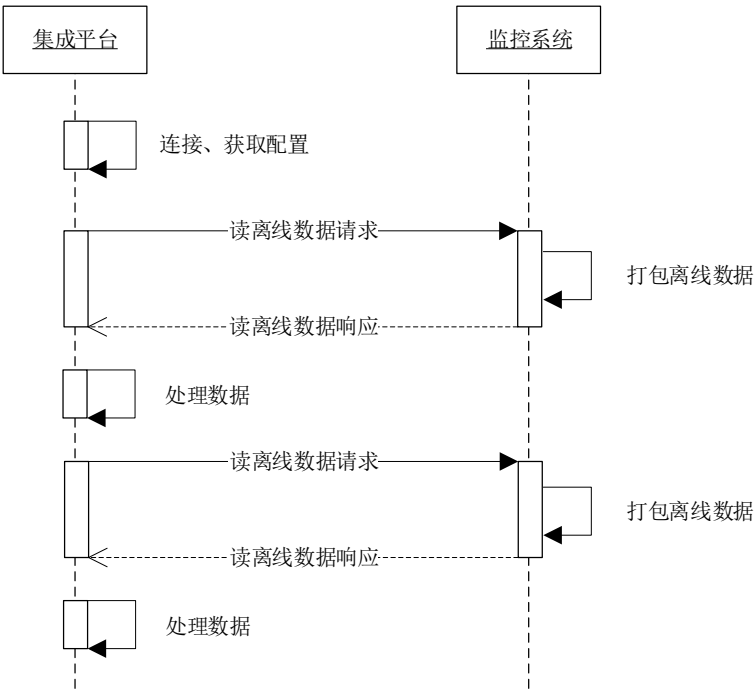 集成平台
监控系统
连接、获取配置
读离线数据请求
打包离线数据
读离线数据响应
处理数据
读离线数据请求
打包离线数据
读离线数据响应
处理数据